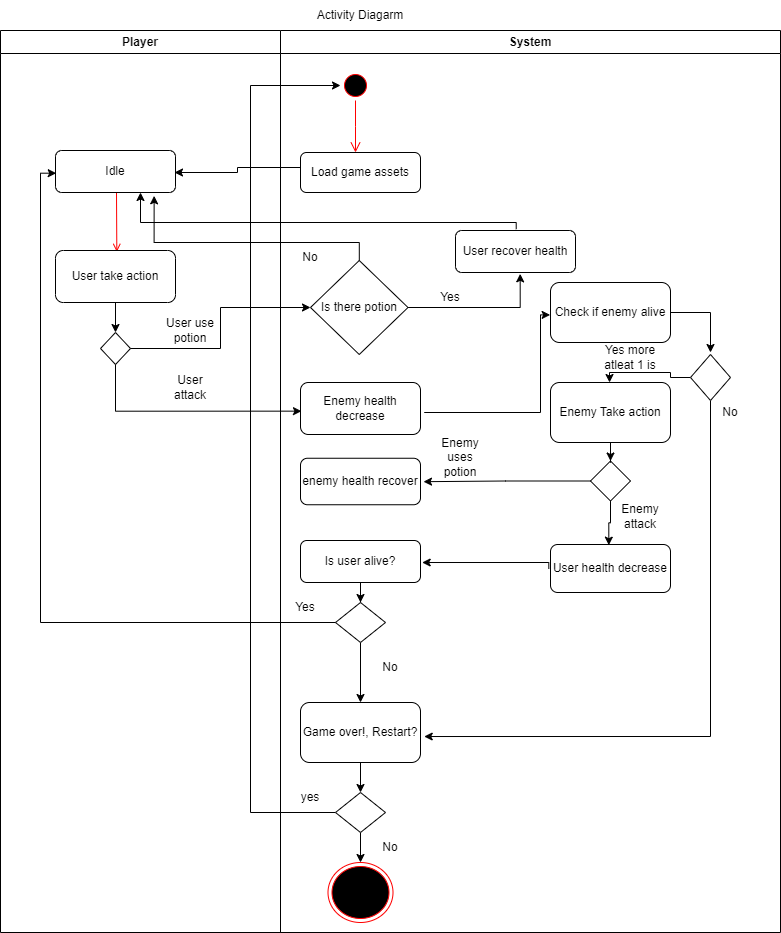 Activity Diagarm
Player
System
Idle
Load game assets
User recover health
No
User take action
Is there potion
Yes
Check if enemy alive
User use
potion
Yes more
atleat 1 is
User
attack
Enemy health
decrease
Enemy Take action
No
Enemy
uses
potion
enemy health recover
Enemy
attack
Is user alive?
User health decrease
Yes
No
Game over!, Restart?
yes
No